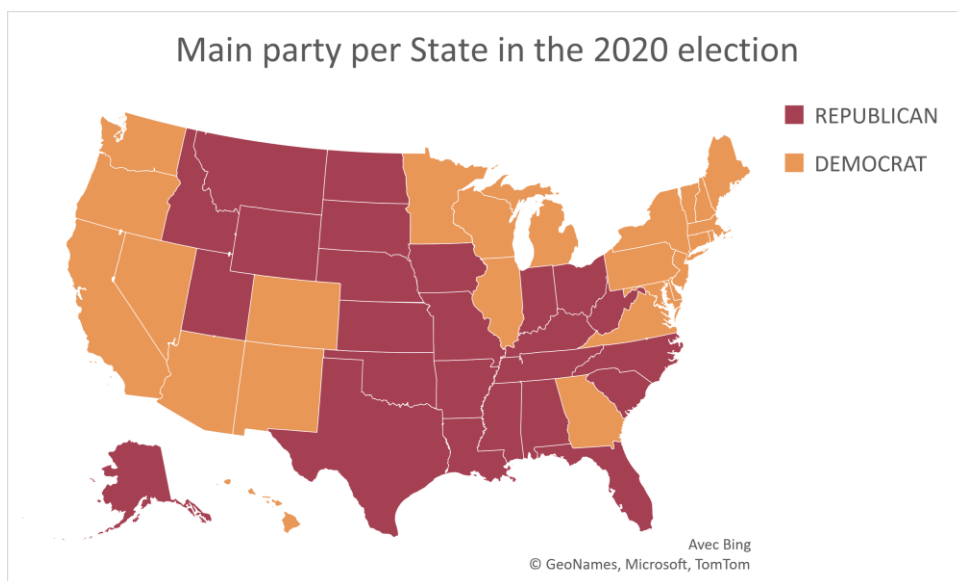 Main party per State in the 2020 election
REPUBLICAN
DEMOCRAT
Avec Bing
© GeoNames, Microsoft, TomTom